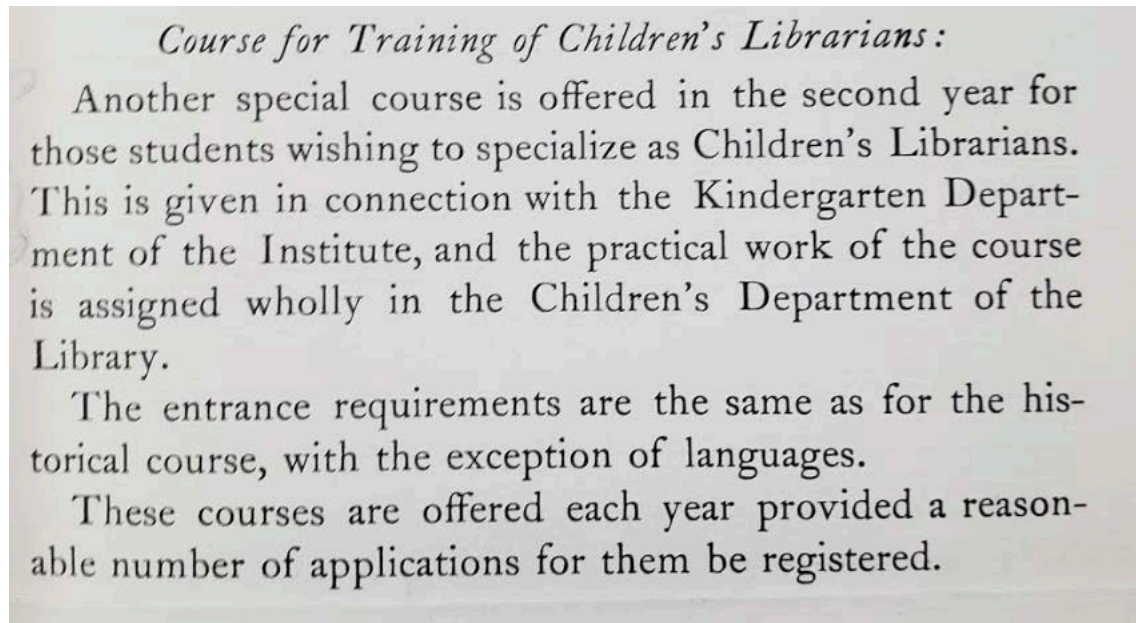 Course for Training of Children's Librarians:
Another special course is offered in the second year for
those students wishing to specialize as Children's Librarians.
This is given in connection with the Kindergarten Depart-
ment of the Institute, and the practical work of the course
is assigned wholly in the Children's Department of the
Library.
The entrance requirements are the same as for the his-
torical course, with the exception of languages.
These courses are offered each year provided a reason-
able number of applications for them be registered.